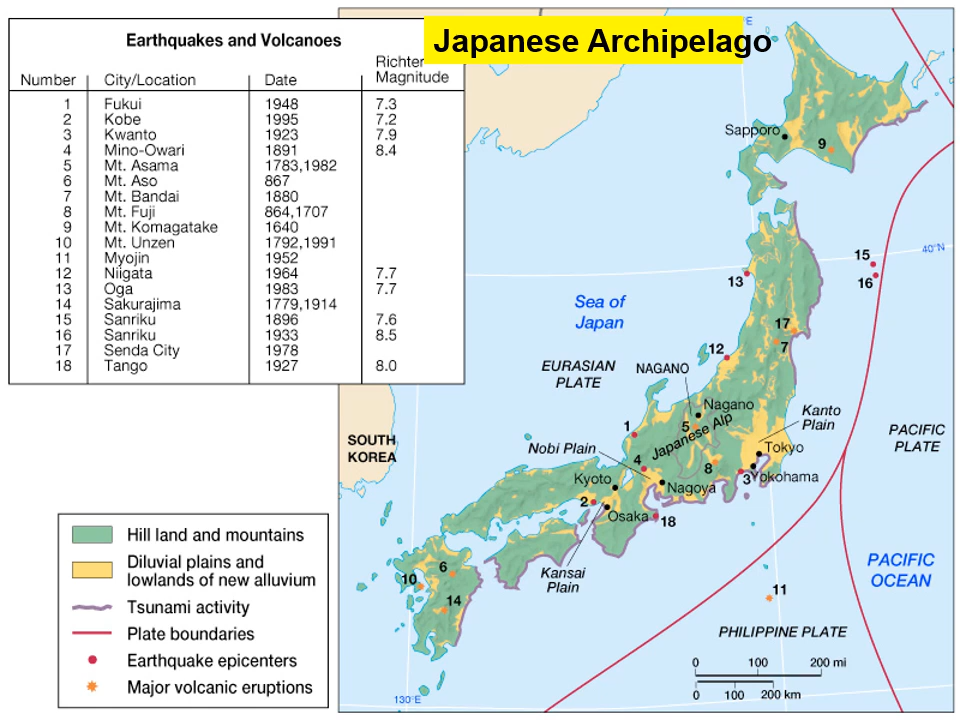 Japanese Archipelago
Earthquakes and Volcanoes
Number City/Location Date Richter Magnitude
1 Fukui 1948 7.3
2 Kobe 1995 7.2
3 Kwanto 1923 7.9
4 Mino-Owari 1891 8.4
5 Mt. Asama 1783,1982
6 Mt. Aso 867
7 Mt. Bandai 1880
8 Mt. Fuji 864,1707
9 Mt. Komagatake 1640
10 Mt. Unzen 1792,1991
11 Myojin 1952
12 Niigata 1964 7.7
13 Oga 1983 7.7
14 Sakurajima 1779,1914
15 Sanriku 1896 7.6
16 Sanriku 1933 8.5
17 Senda City 1978
18 Tango 1927 8.0
E
Sapporo
9
40°N
15
16
13
Sea of
Japan
17
7
12
EURASIAN
PLATE
NAGANO
Nagano
Kanto
Plain
1
5
Japanese Alp
PACIFIC
PLATE
SOUTH
KOREA
Nobi Plain
Tokyo
4
8
3
Yokohama
Kyoto
Nagoya
2
Osaka
18
Kansai
Plain
PACIFIC
OCEAN
10
6
14
11
PHILIPPINE PLATE
0 100 200 mi
0 100 200 km
130°E
Hill land and mountains
Diluvial plains and
lowlands of new alluvium
Tsunami activity
Plate boundaries
Earthquake epicenters
Major volcanic eruptions